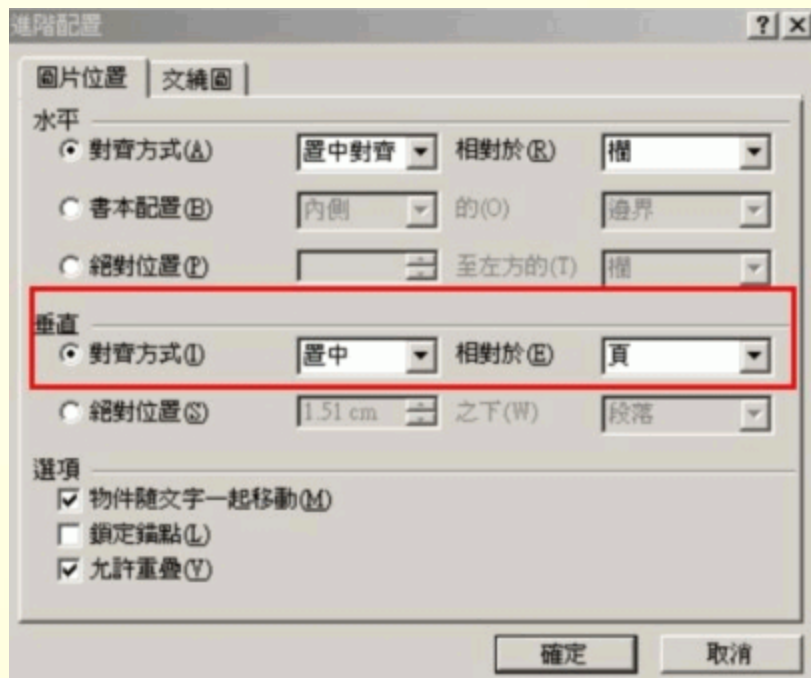 進階配置
圖片位置 文繞圖
水平
對齊方式(A) 置中對齊 相對於(R) 欄
書本配置(B) 內側 的(O) 邊界
絕對位置(P) 至左方的(T) 欄
垂直
對齊方式(I) 置中 相對於(E) 頁
絕對位置(S) 1.51 cm 之下(W) 段落
選項
物件隨文字一起移動(M)
鎖定錨點(L)
允許重疊(V)
確定 取消